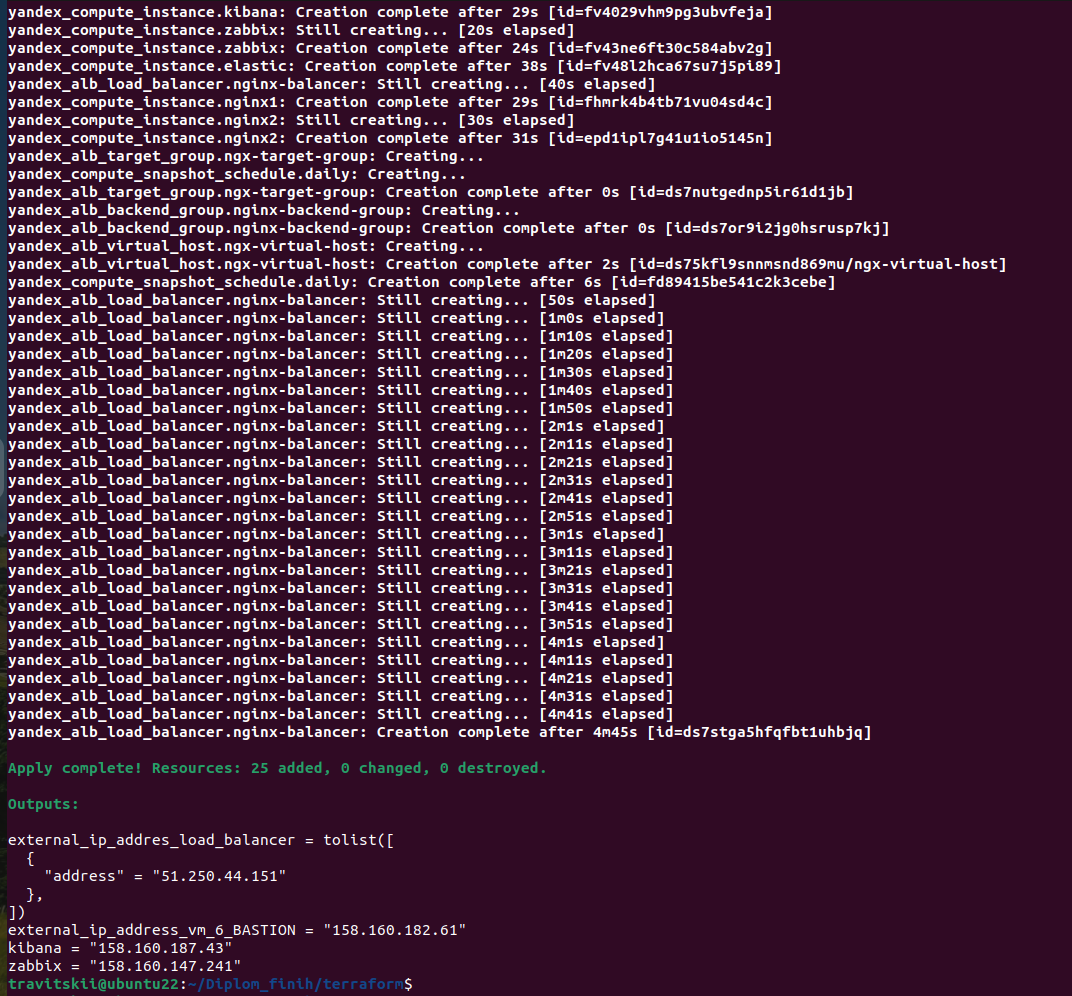 yandex_compute_instance.kibana: Creation complete after 29s [id=fv4029vhm9pg3ubvfeja]
yandex_compute_instance.zabbix: Still creating... [20s elapsed]
yandex_compute_instance.zabbix: Creation complete after 24s [id=fv43ne6ft30c584abv2g]
yandex_compute_instance.elastic: Creation complete after 38s [id=fv48l2hca67su7j5pi89]
yandex_alb_load_balancer.nginx-balancer: Still creating... [40s elapsed]
yandex_compute_instance.nginx1: Creation complete after 29s [id=fhmrk4b4tb71vu04sd4c]
yandex_compute_instance.nginx2: Still creating... [30s elapsed]
yandex_compute_instance.nginx2: Creation complete after 31s [id=epd1ipl7g41u1io5145n]
yandex_alb_target_group.ngx-target-group: Creating...
yandex_compute_snapshot_schedule.daily: Creating...
yandex_alb_target_group.ngx-target-group: Creation complete after 0s [id=ds7nutgednp5ir61d1jb]
yandex_alb_backend_group.nginx-backend-group: Creating...
yandex_alb_backend_group.nginx-backend-group: Creation complete after 0s [id=ds7or9i2jg0hsrusp7kj]
yandex_alb_virtual_host.ngx-virtual-host: Creating...
yandex_alb_virtual_host.ngx-virtual-host: Creation complete after 2s [id=ds75kfl9snnmsnd869mu/ngx-virtual-host]
yandex_compute_snapshot_schedule.daily: Creation complete after 6s [id=fd89415be541c2k3cebe]
yandex_alb_load_balancer.nginx-balancer: Still creating... [50s elapsed]
yandex_alb_load_balancer.nginx-balancer: Still creating... [1m0s elapsed]
yandex_alb_load_balancer.nginx-balancer: Still creating... [1m10s elapsed]
yandex_alb_load_balancer.nginx-balancer: Still creating... [1m20s elapsed]
yandex_alb_load_balancer.nginx-balancer: Still creating... [1m30s elapsed]
yandex_alb_load_balancer.nginx-balancer: Still creating... [1m40s elapsed]
yandex_alb_load_balancer.nginx-balancer: Still creating... [1m50s elapsed]
yandex_alb_load_balancer.nginx-balancer: Still creating... [2m1s elapsed]
yandex_alb_load_balancer.nginx-balancer: Still creating... [2m11s elapsed]
yandex_alb_load_balancer.nginx-balancer: Still creating... [2m21s elapsed]
yandex_alb_load_balancer.nginx-balancer: Still creating... [2m31s elapsed]
yandex_alb_load_balancer.nginx-balancer: Still creating... [2m41s elapsed]
yandex_alb_load_balancer.nginx-balancer: Still creating... [2m51s elapsed]
yandex_alb_load_balancer.nginx-balancer: Still creating... [3m1s elapsed]
yandex_alb_load_balancer.nginx-balancer: Still creating... [3m11s elapsed]
yandex_alb_load_balancer.nginx-balancer: Still creating... [3m21s elapsed]
yandex_alb_load_balancer.nginx-balancer: Still creating... [3m31s elapsed]
yandex_alb_load_balancer.nginx-balancer: Still creating... [3m41s elapsed]
yandex_alb_load_balancer.nginx-balancer: Still creating... [3m51s elapsed]
yandex_alb_load_balancer.nginx-balancer: Still creating... [4m1s elapsed]
yandex_alb_load_balancer.nginx-balancer: Still creating... [4m11s elapsed]
yandex_alb_load_balancer.nginx-balancer: Still creating... [4m21s elapsed]
yandex_alb_load_balancer.nginx-balancer: Still creating... [4m31s elapsed]
yandex_alb_load_balancer.nginx-balancer: Still creating... [4m41s elapsed]
yandex_alb_load_balancer.nginx-balancer: Creation complete after 4m45s [id=ds7stga5hfqfbt1uhbjq]
Apply complete! Resources: 25 added, 0 changed, 0 destroyed.
Outputs:
external_ip_addres_load_balancer = tolist([
  {
    "address" = "51.250.44.151"
  },
])
external_ip_address_vm_6_BASTION = "158.160.182.61"
kibana = "158.160.187.43"
zabbix = "158.160.147.241"
travitskii@ubuntu22:~/Diplom_finih/terraform$